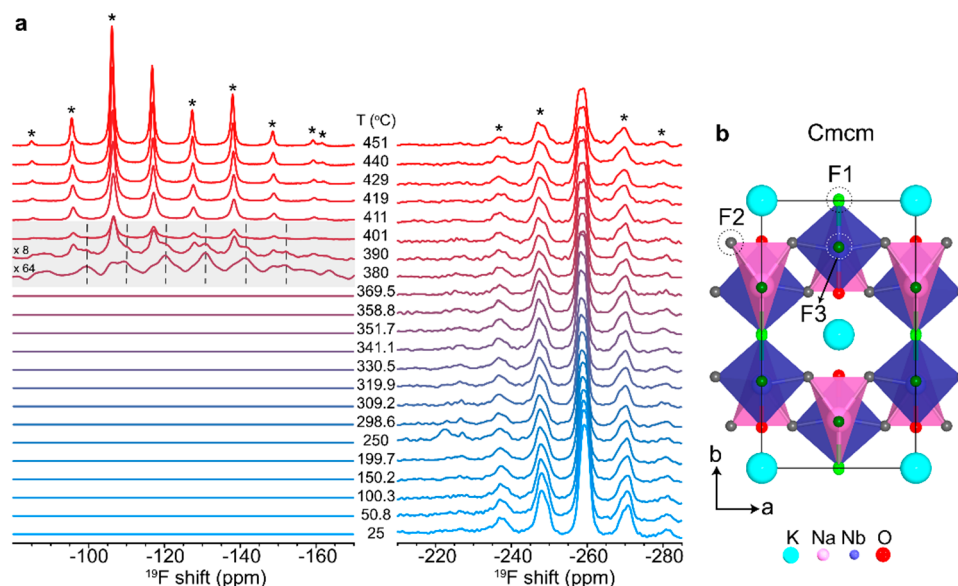 a
* * * * * * * *
T (°C)
451
440
429
419
411
401
390
380
369.5
358.8
351.7
341.1
330.5
319.9
309.2
298.6
250
199.7
150.2
100.3
50.8
25
x 8
x 64
-100 -120 -140 -160
¹⁹F shift (ppm)
* * * *
-220 -240 -260 -280
¹⁹F shift (ppm)
b
Cmcm
F1
F2
F3
b
a
K Na Nb O